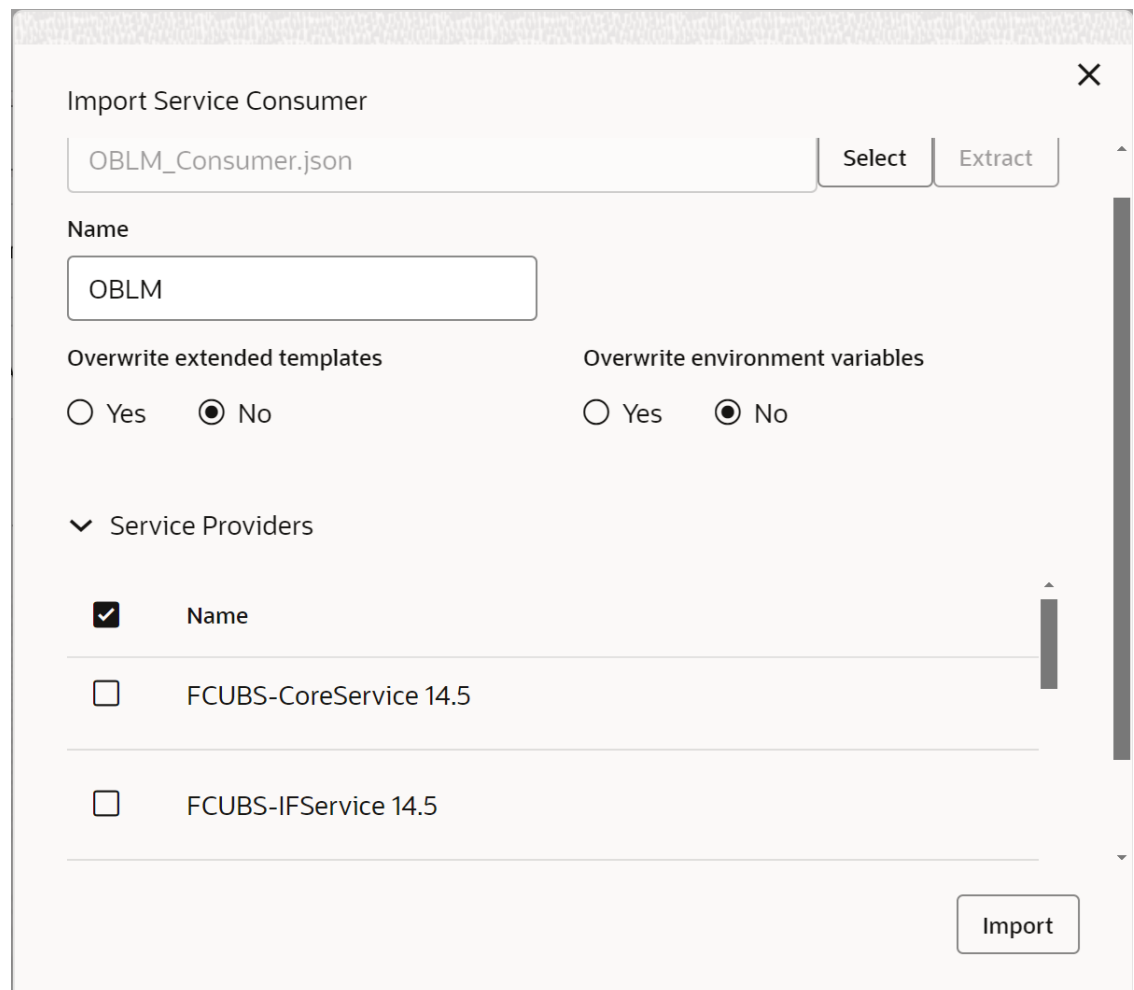 Import Service Consumer
OBLM_Consumer.json Select Extract
Name
OBLM
Overwrite extended templates Overwrite environment variables
Yes No Yes No
Service Providers
Name
FCUBS-CoreService 14.5
FCUBS-IFService 14.5
Import